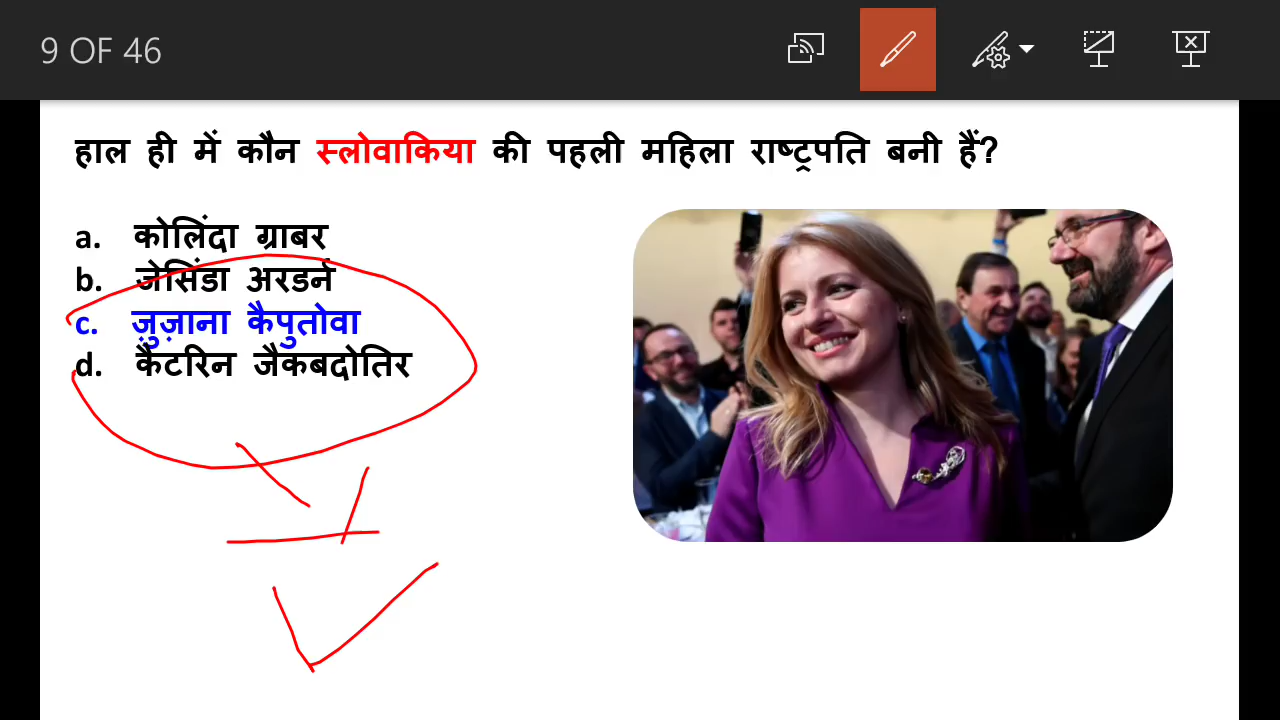 9 OF 46
हाल ही में कौन स्लोवाकिया की पहली महिला राष्ट्रपति बनी हैं?
a. कोलिंदा ग्राबर
b. जेसिंडा अरडर्न
c. ज़ुज़ाना कैपुतोवा
d. कैटरिन जैकबदोतिर